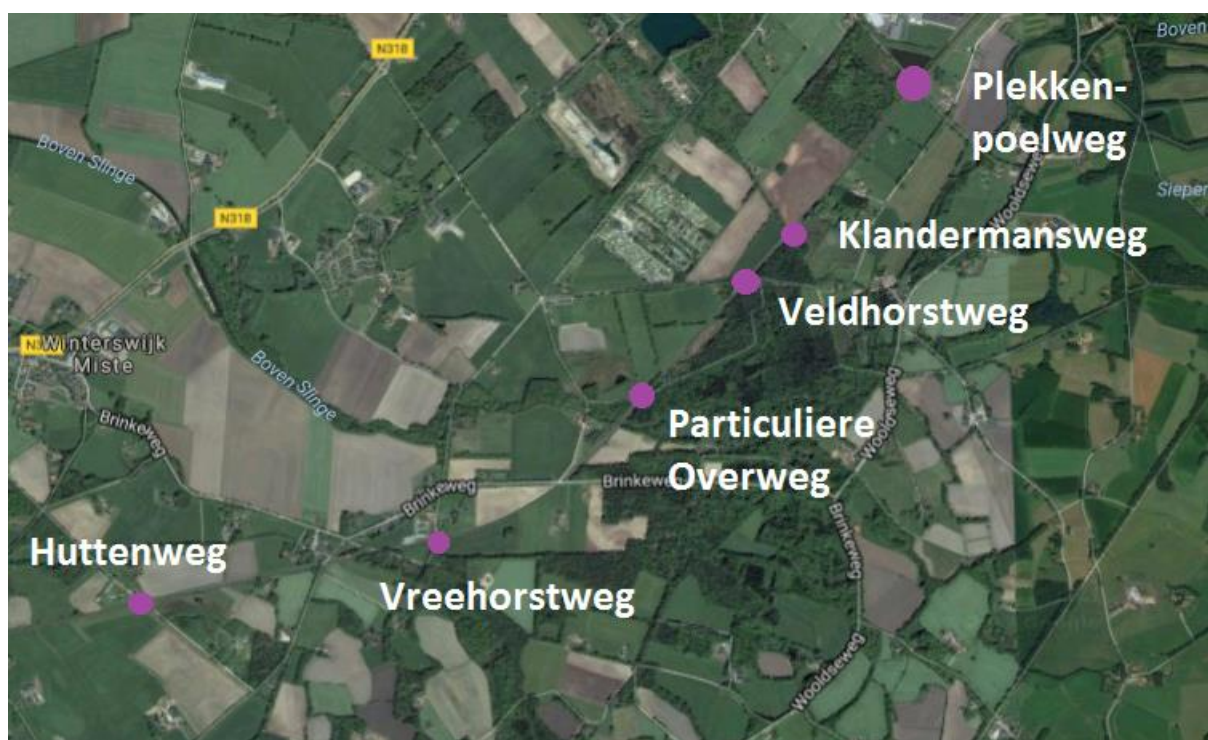 N318
Boven
Plekken-
poelweg
Boven Slinge
Wooldseweg
Sieper
N318
Klandermansweg
Veldhorstweg
Winterswijk
Miste
Boven Slinge
Wooldseweg
Particuliere
Overweg
Brinkeweg
Brinkeweg
Brinkeweg
Brinkeweg
Huttenweg
Vreehorstweg
Wooldseweg